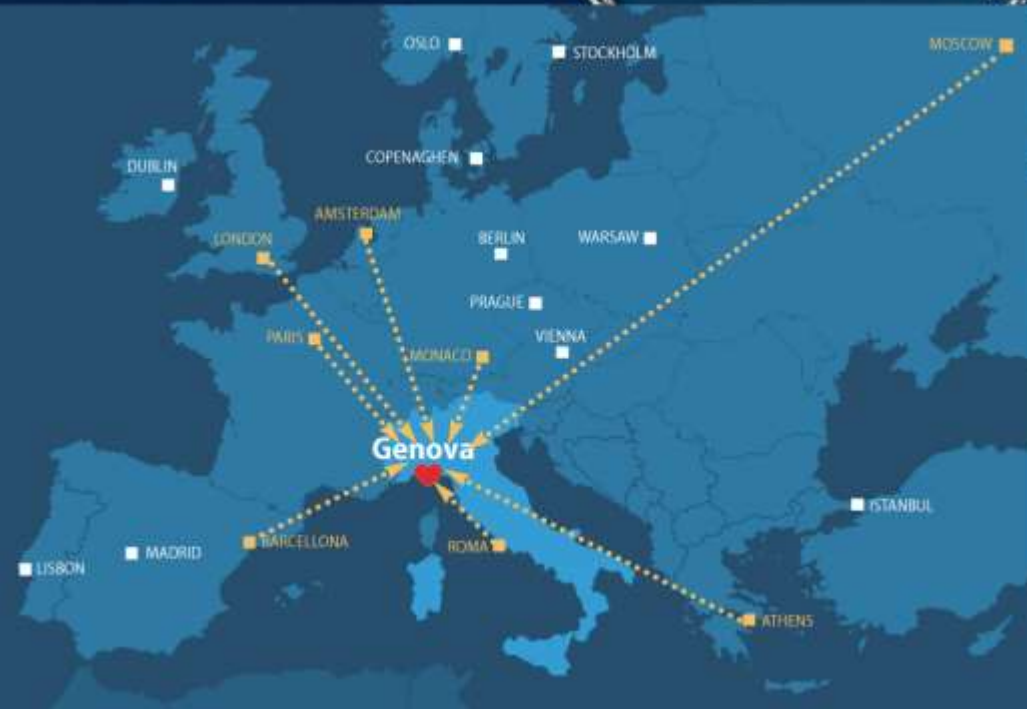 OSLO
STOCKHOLM
MOSCOW
COPENAGHEN
DUBLIN
AMSTERDAM
LONDON
BERLIN
WARSAW
PRAGUE
PARIS
VIENNA
MONACO
Genova
ISTANBUL
BARCELLONA
ROMA
MADRID
LISBON
ATHENS